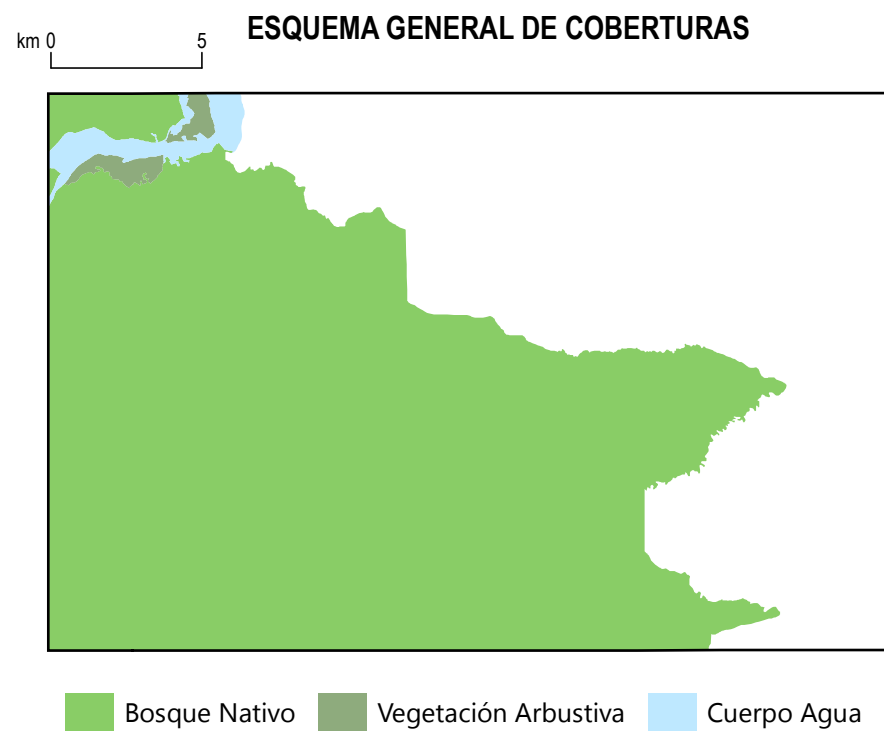 ESQUEMA GENERAL DE COBERTURAS
km 0 5
Bosque Nativo Vegetación Arbustiva Cuerpo Agua